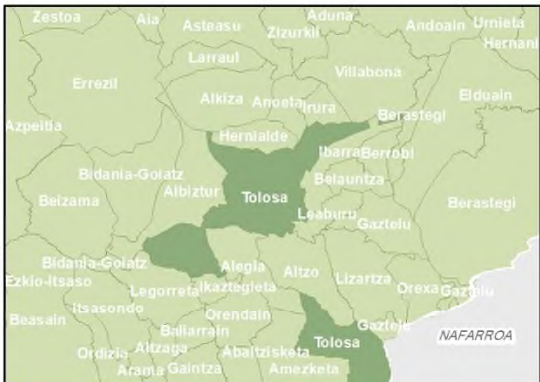 Zestoa
Aia
Asteasu
Zizurkil
Aduna
Andoain
Urnieta
Hernani
Larraul
Errezil
Villabona
Alkiza
Anoeta
Irura
Elduain
Berastegi
Azpeitia
Hernialde
Ibarra
Berrobi
Bidania-Goiatz
Belauntza
Albiztur
Tolosa
Beizama
Berastegi
Leaburu
Gaztelu
Bidania-Goiatz
Alegia
Altzo
Ezkio-Itsaso
Lizartza
Legorreta
Ikaztegieta
Orexa
Gaztelu
Itsasondo
Beasain
Orendain
Gaztelu
Baliarrain
NAFARROA
Tolosa
Ordizia
Altzaga
Abaltzisketa
Arama
Gaintza
Amezketa